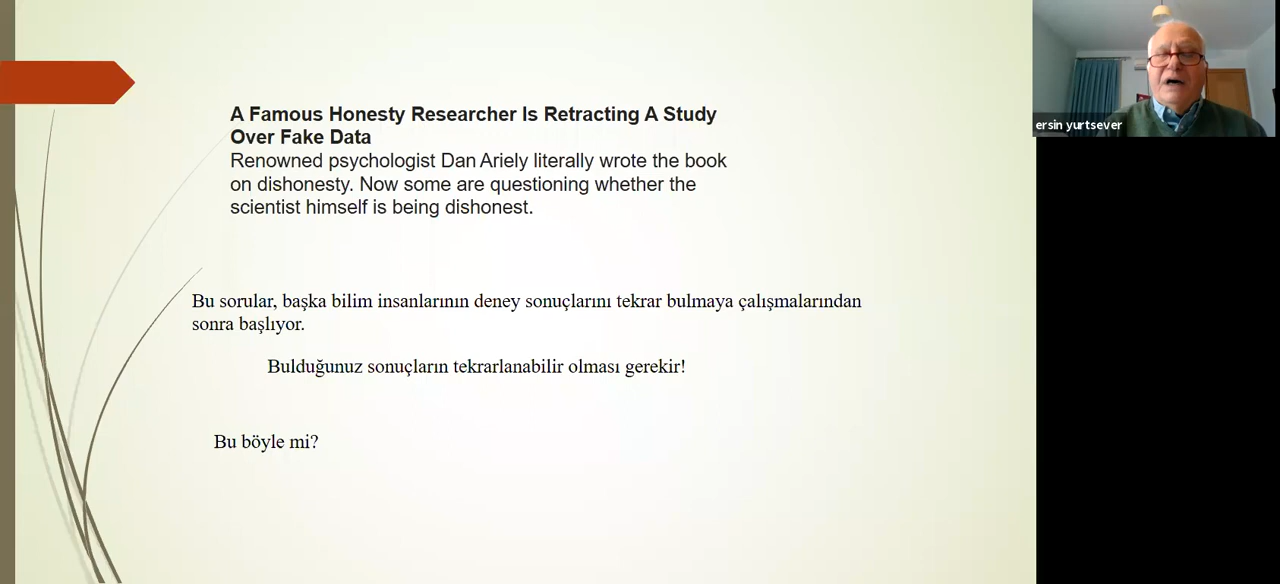 A Famous Honesty Researcher Is Retracting A Study
Over Fake Data
Renowned psychologist Dan Ariely literally wrote the book
on dishonesty. Now some are questioning whether the
scientist himself is being dishonest.
ersin yurtsever
Bu sorular, başka bilim insanlarının deney sonuçlarını tekrar bulmaya çalışmalarından
sonra başlıyor.
Bulduğunuz sonuçların tekrarlanabilir olması gerekir!
Bu böyle mi?